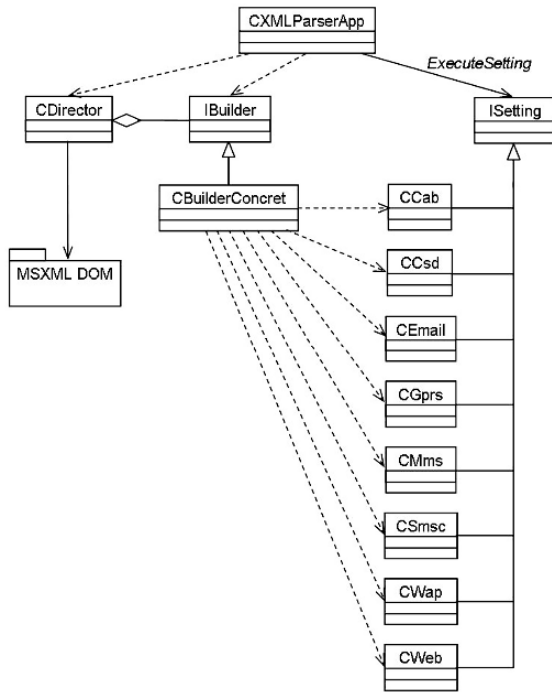 CXMLParserApp
ExecuteSetting
CDirector
IBuilder
ISetting
CBuilderConcret
CCab
CCsd
MSXML DOM
CEmail
CGprs
CMms
CSmsc
CWap
CWeb